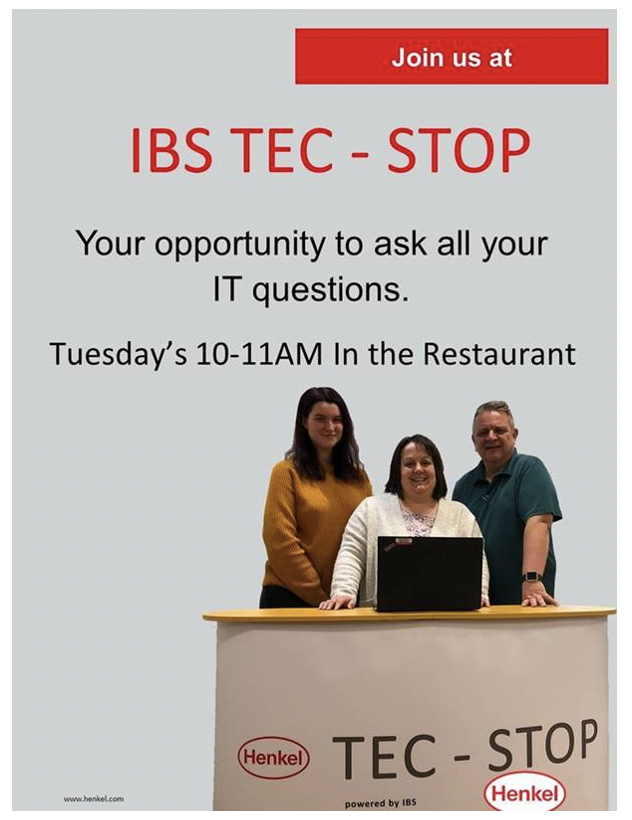 Join us at
IBS TEC - STOP
Your opportunity to ask all your
IT questions.
Tuesday’s 10-11AM In the Restaurant
Henkel
TEC - STOP
Henkel
www.henkel.com
powered by IBS